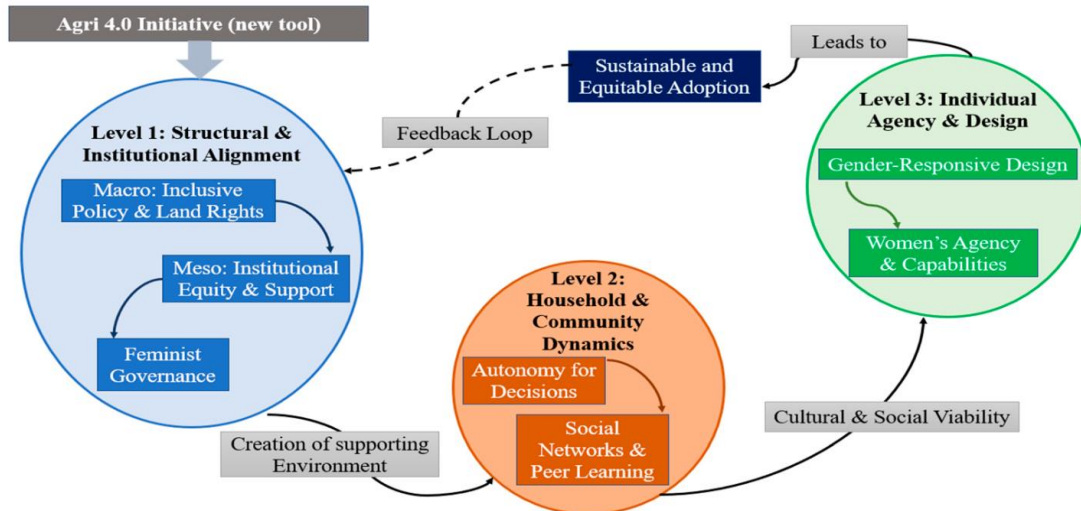 Agri 4.0 Initiative (new tool)
Level 1: Structural &
Institutional Alignment
Macro: Inclusive
Policy & Land Rights
Meso: Institutional
Equity & Support
Feminist
Governance
Creation of supporting
Environment
Level 2:
Household &
Community
Dynamics
Autonomy for
Decisions
Social
Networks &
Peer Learning
Cultural & Social Viability
Level 3: Individual
Agency & Design
Gender-Responsive Design
Women’s Agency
& Capabilities
Leads to
Sustainable and
Equitable Adoption
Feedback Loop